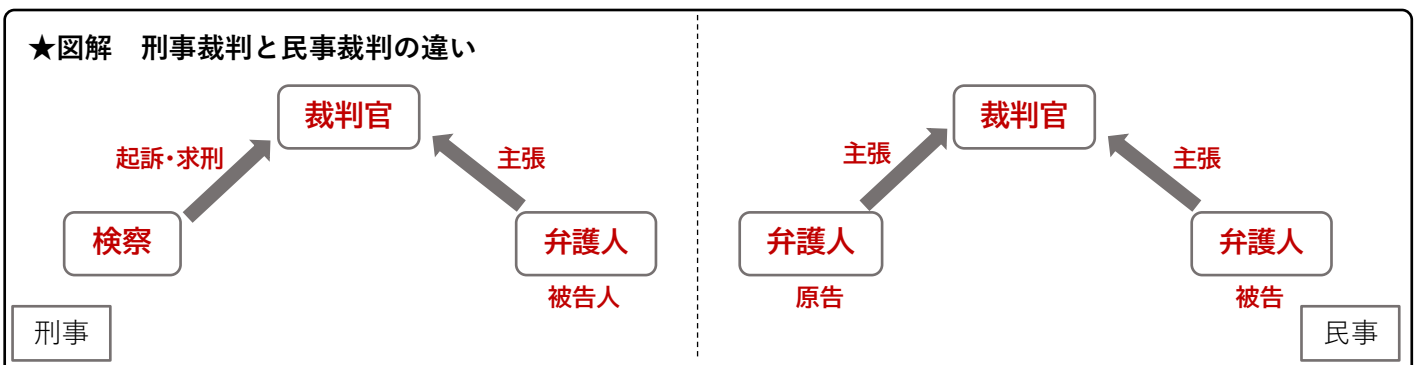 ★図解　刑事裁判と民事裁判の違い
裁判官
起訴・求刑
主張
検察
弁護人
被告人
刑事
裁判官
主張
主張
弁護人
弁護人
原告
被告
民事